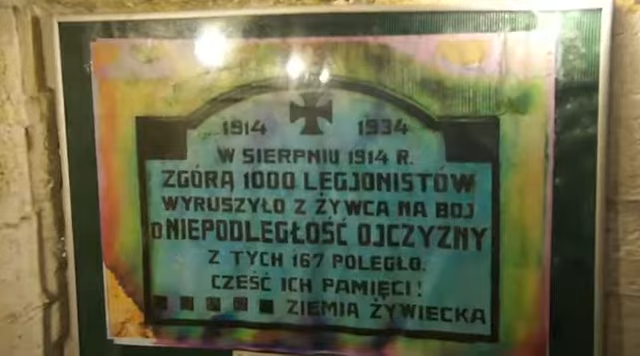 1914 1934
W SIERPNIU 1914 R.
ZGÓRĄ 1000 LEGJONISTÓW
WYRUSZYŁO Z ŻYWCA NA BÓJ
O NIEPODLEGŁOŚĆ OJCZYZNY
Z TYCH 167 POLEGŁO.
CZEŚĆ ICH PAMIĘCI!
ZIEMIA ŻYWIECKA